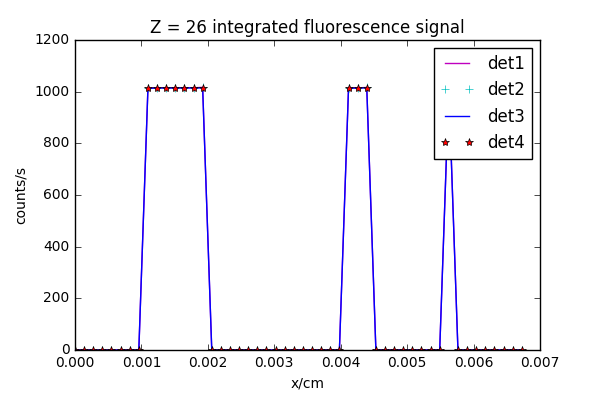 Z = 26 integrated fluorescence signal
1200
1000
800
600
400
200
0
counts/s
det1
det2
det3
det4
0.000 0.001 0.002 0.003 0.004 0.005 0.006 0.007
x/cm